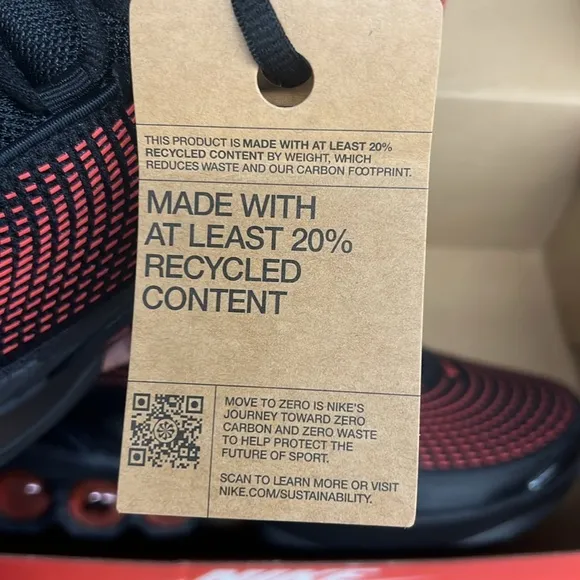 THIS PRODUCT IS MADE WITH AT LEAST 20%
RECYCLED CONTENT BY WEIGHT, WHICH
REDUCES WASTE AND OUR CARBON FOOTPRINT.
MADE WITH
AT LEAST 20%
RECYCLED
CONTENT
MOVE TO ZERO IS NIKE'S
JOURNEY TOWARD ZERO
CARBON AND ZERO WASTE
TO HELP PROTECT THE
FUTURE OF SPORT.
SCAN TO LEARN MORE OR VISIT
NIKE.COM/SUSTAINABILITY.
NIKE